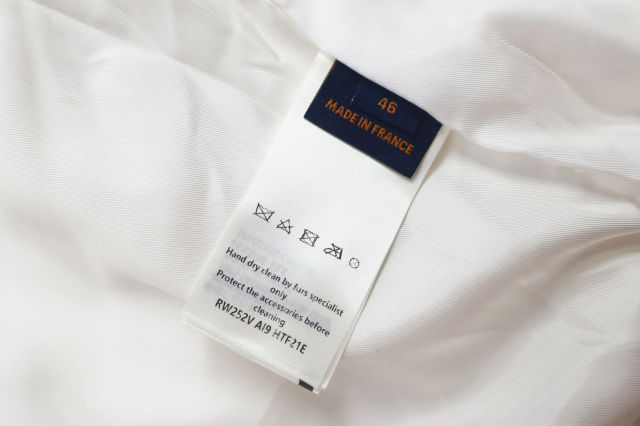 46
MADE IN FRANCE
Hand dry clean by furs specialist
only
Protect the accessories before
cleaning
RW252V AI9 HTF21E